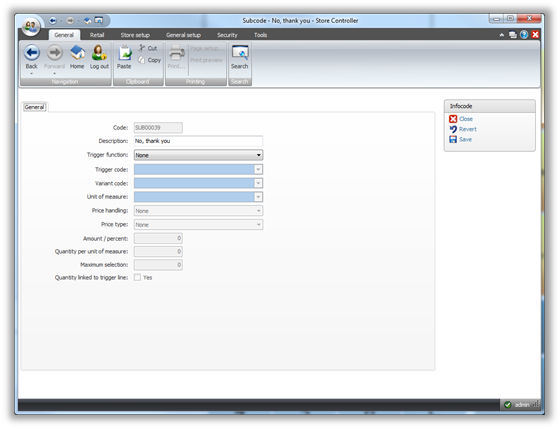 Subcode - No, thank you - Store Controller
General Retail Store setup General setup Security Tools
Back Forward Home Log out Paste Cut Copy Print... Page setup... Print preview Search
Navigation Clipboard Printing Search
General
Infocode
Close
Revert
Save
Code: SUB00039
Description: No, thank you
Trigger function: None
Trigger code:
Variant code:
Unit of measure:
Price handling: None
Price type: None
Amount / percent: 0
Quantity per unit of measure: 0
Maximum selection: 0
Quantity linked to trigger line: Yes
admin